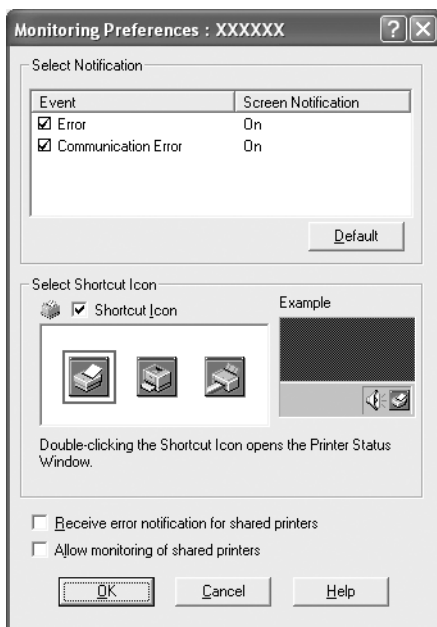 Monitoring Preferences : XXXXXX
Select Notification
Event Screen Notification
Error On
Communication Error On
Default
Select Shortcut Icon
Shortcut Icon
Example
Double-clicking the Shortcut Icon opens the Printer Status
Window.
Receive error notification for shared printers
Allow monitoring of shared printers
OK Cancel Help